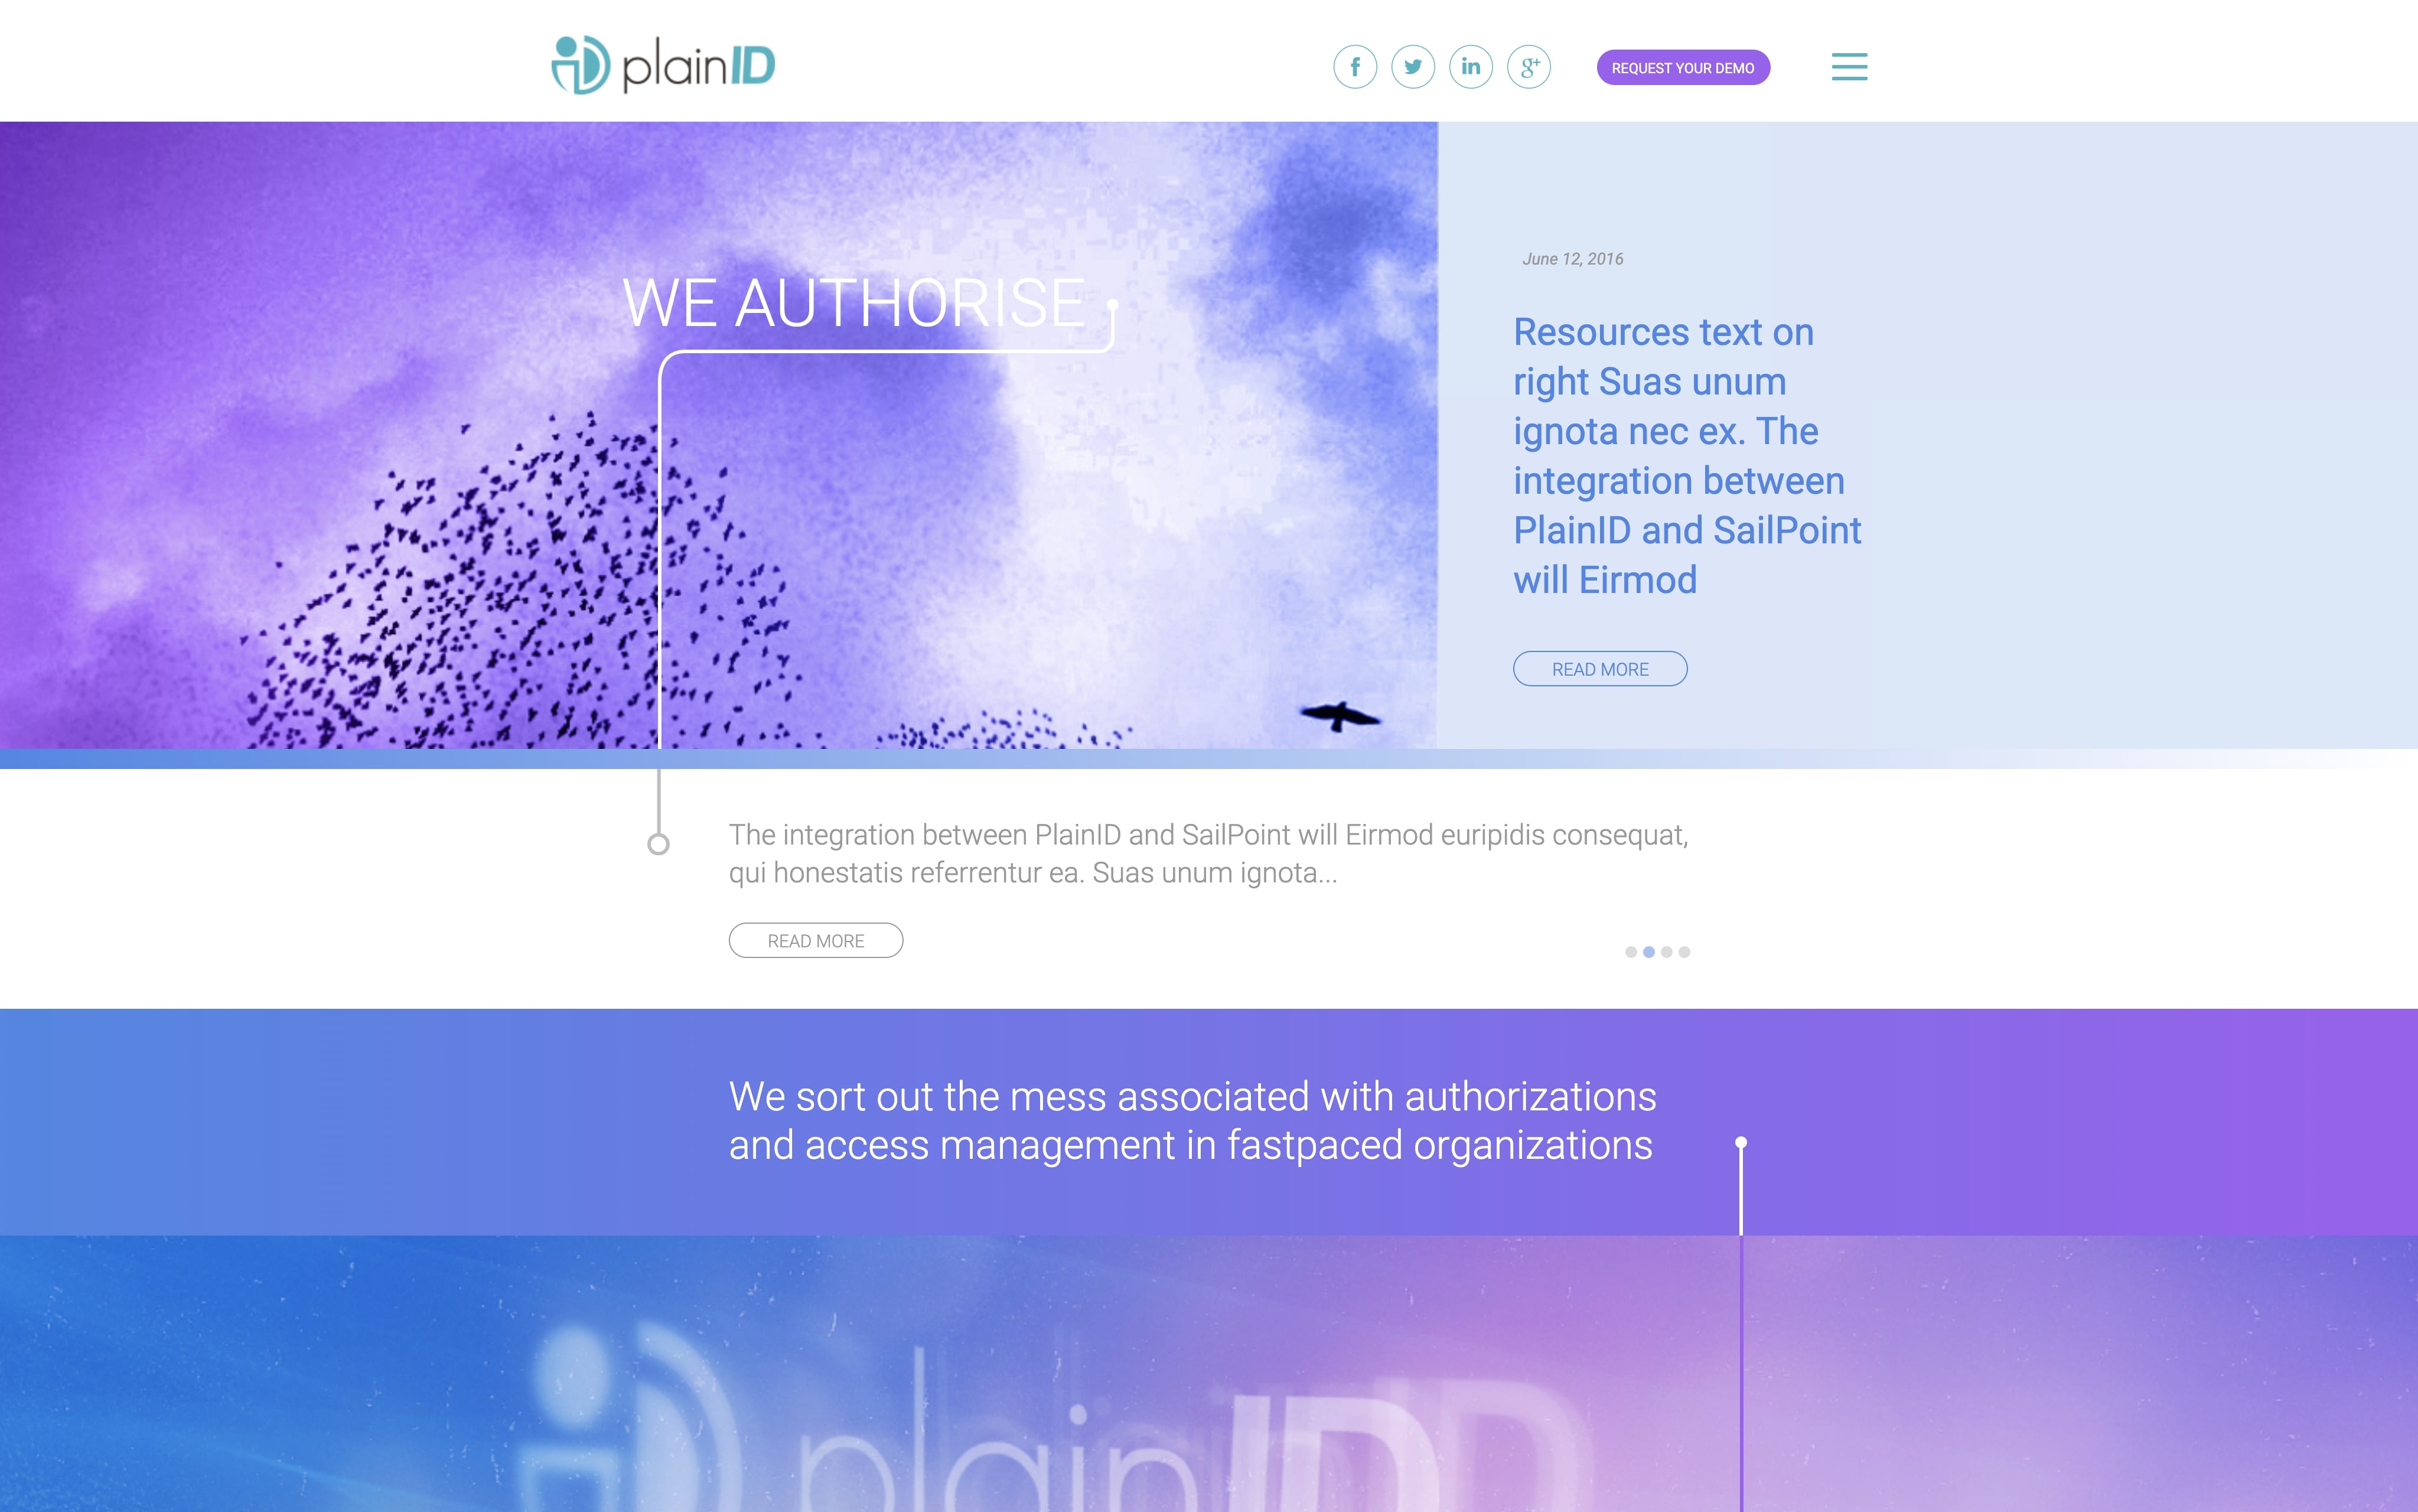 plainID
REQUEST YOUR DEMO
WE AUTHORISE
June 12, 2016
Resources text on
right Suas unum
ignota nec ex. The
integration between
PlainID and SailPoint
will Eirmod
READ MORE
The integration between PlainID and SailPoint will Eirmod euripidis consequat,
qui honestatis referrentur ea. Suas unum ignota...
READ MORE
We sort out the mess associated with authorizations
and access management in fastpaced organizations
plainID